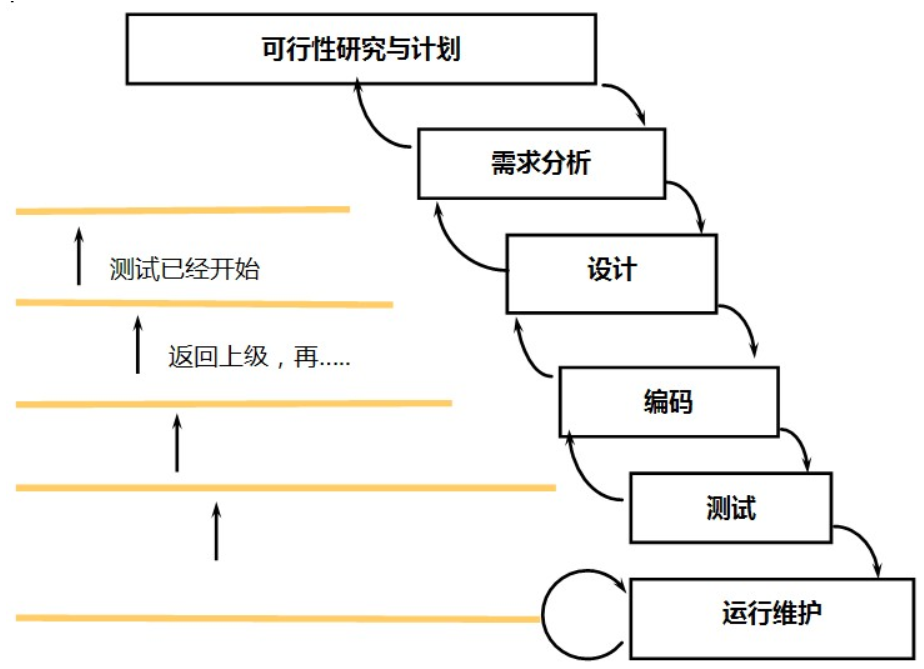 可行性研究与计划
需求分析
测试已经开始
设计
返回上级，再.....
编码
测试
运行维护